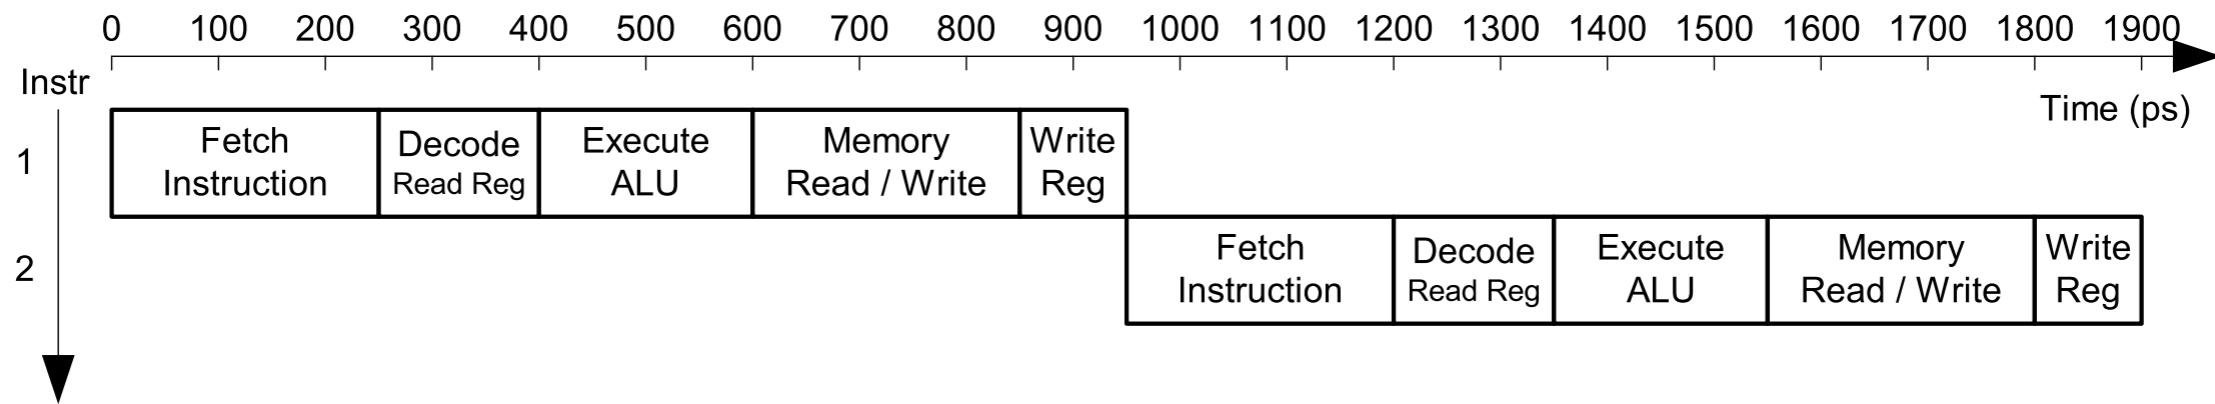 0 100 200 300 400 500 600 700 800 900 1000 1100 1200 1300 1400 1500 1600 1700 1800 1900
Instr
Time (ps)
1
Fetch
Instruction
Decode
Read Reg
Execute
ALU
Memory
Read / Write
Write
Reg
2
Fetch
Instruction
Decode
Read Reg
Execute
ALU
Memory
Read / Write
Write
Reg